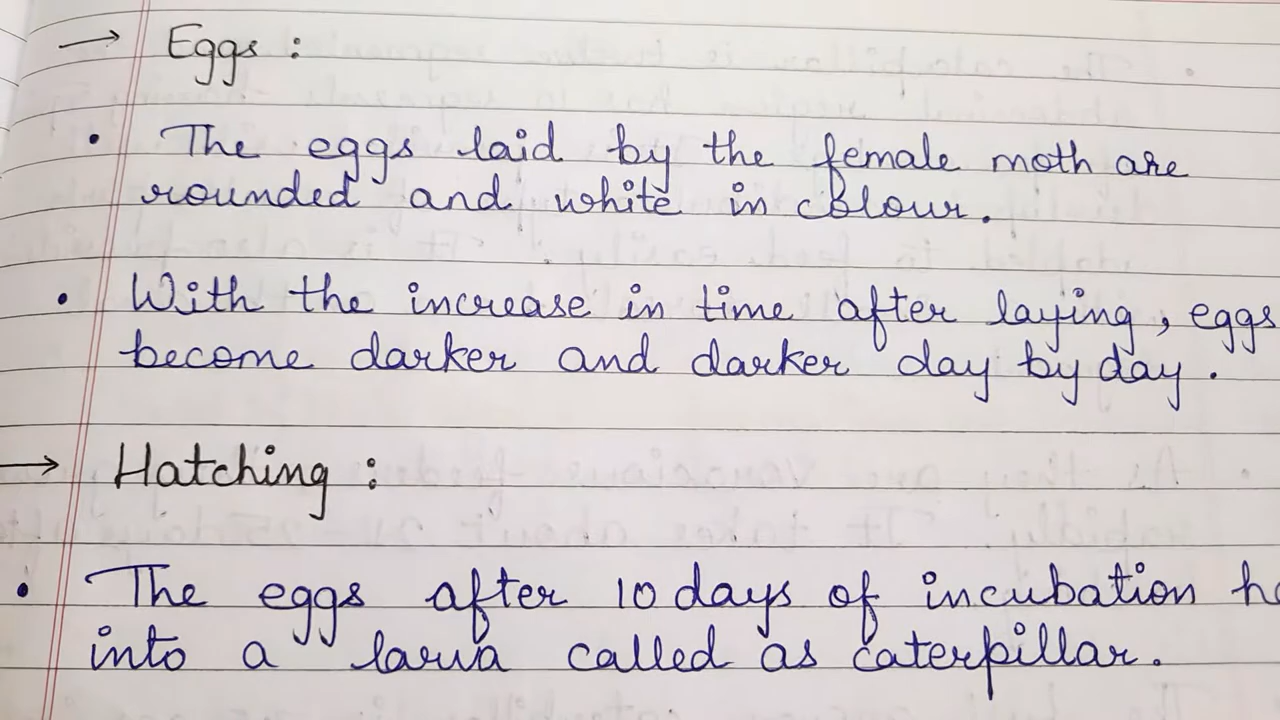 → Eggs :
• The eggs laid by the female moth are
rounded and white in colour.
• With the increase in time after laying, eggs
become darker and darker day by day.
→ Hatching :
• The eggs after 10 days of incubation
into a larva called as caterpillar.